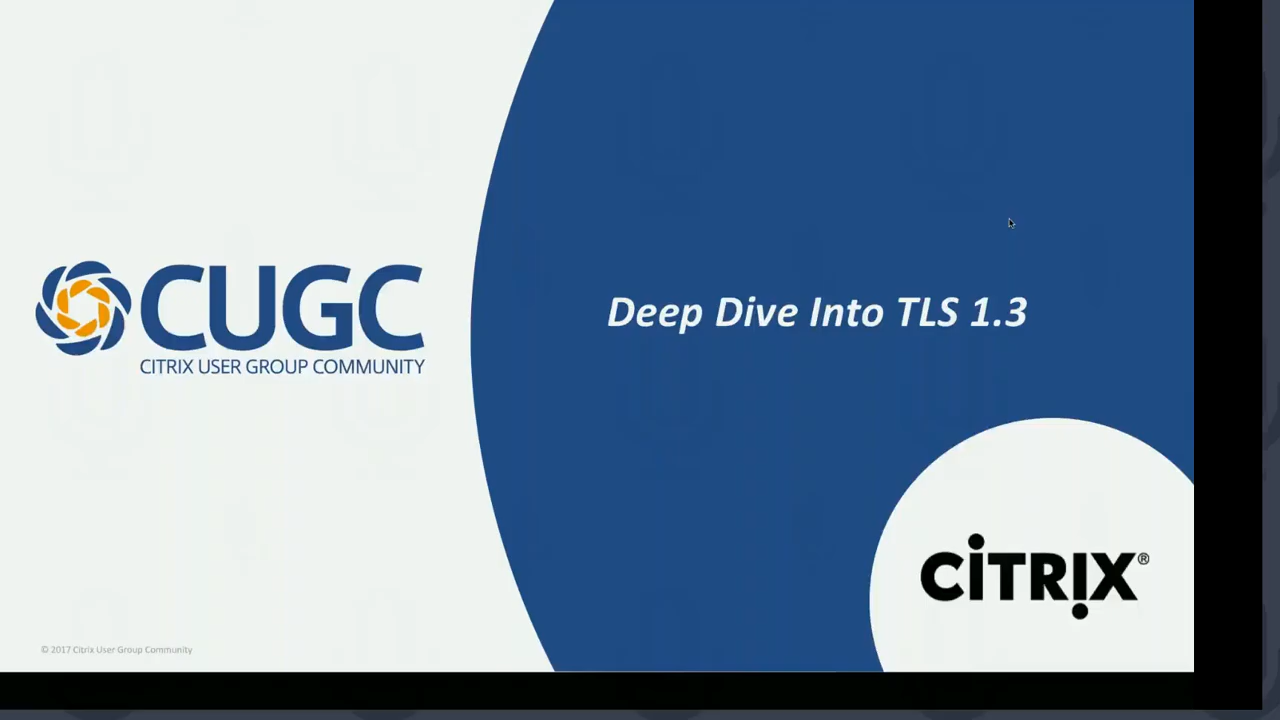 CUGC
CITRIX USER GROUP COMMUNITY
Deep Dive Into TLS 1.3
CiTRIX®
© 2017 Citrix User Group Community